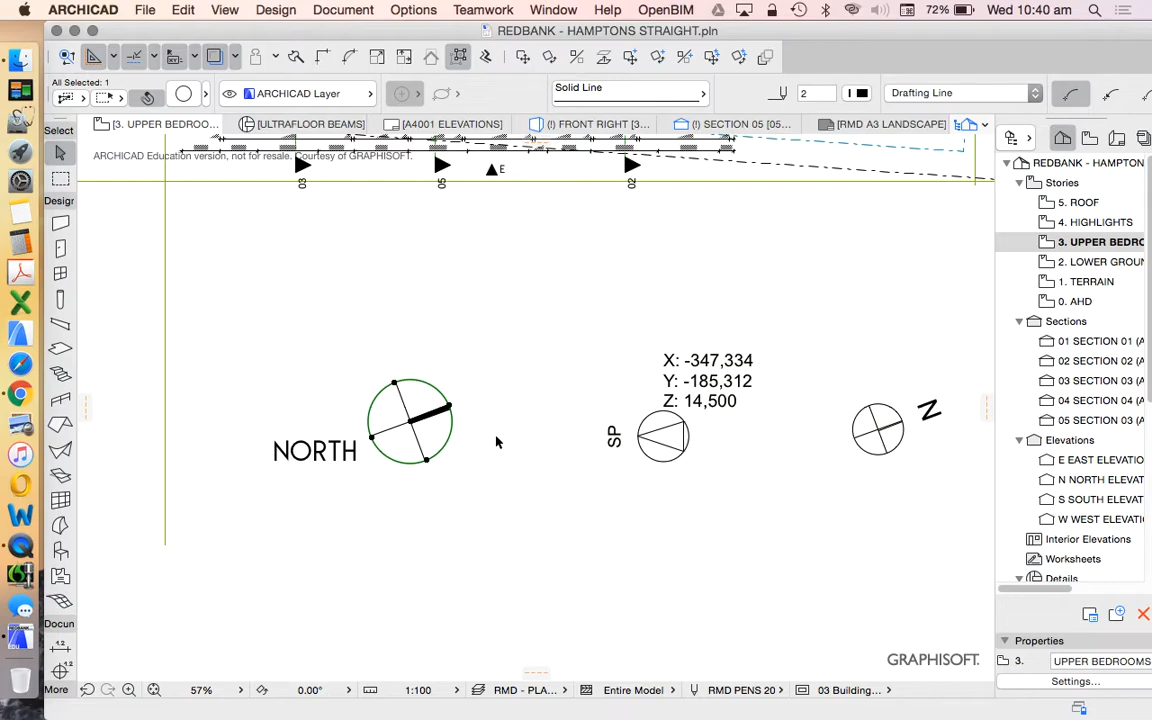 ARCHICAD File Edit View Design Document Options Teamwork Window Help OpenBIM 72% Wed 10:40 am
REDBANK - HAMPTONS STRAIGHT.pln
All Selected: 1
ARCHICAD Layer
Solid Line
2
Drafting Line
Select
[3. UPPER BEDROO...
[ULTRAFLOOR BEAMS]
[A4001 ELEVATIONS]
(!) FRONT RIGHT [3...
(!) SECTION 05 [05...
[RMD A3 LANDSCAPE]
ARCHICAD Education version, not for resale. Courtesy of GRAPHISOFT.
03
05
E
02
Design
NORTH
X: -347,334
Y: -185,312
Z: 14,500
SP
N
GRAPHISOFT.
Docun
More
REDBANK - HAMPTON
Stories
5. ROOF
4. HIGHLIGHTS
3. UPPER BEDRO
2. LOWER GROUN
1. TERRAIN
0. AHD
Sections
01 SECTION 01 (A
02 SECTION 02 (A
03 SECTION 03 (A
04 SECTION 04 (A
05 SECTION 03 (A
Elevations
E EAST ELEVATIO
N NORTH ELEVA
S SOUTH ELEVAT
W WEST ELEVATIO
Interior Elevations
Worksheets
Details
Properties
3. UPPER BEDROOMS
Settings...
57%
0.00°
1:100
RMD - PLA...
Entire Model
RMD PENS 20
03 Building...